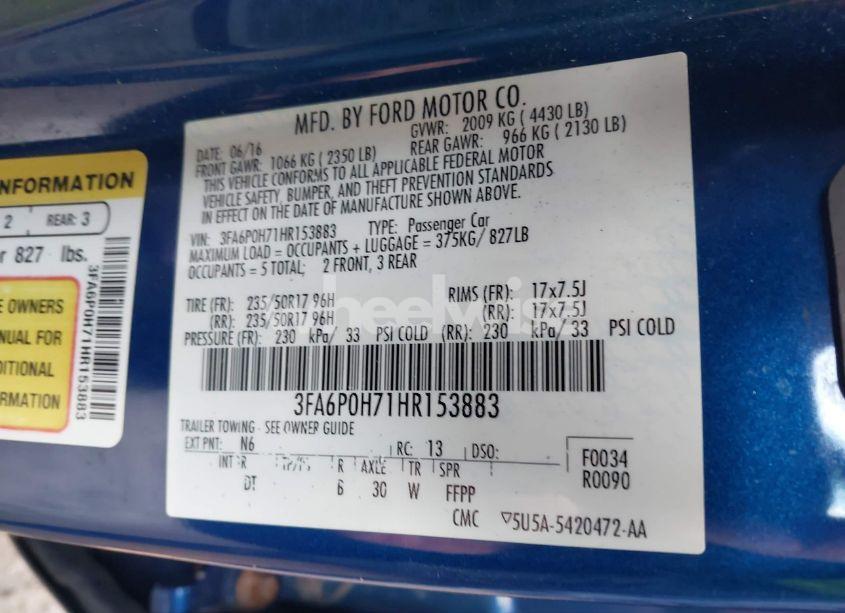 NFORMATION
2 REAR: 3
r 827 lbs.
E OWNERS
NUAL FOR
DITIONAL
ORMATION
3FA6P0H71HR153883
MFD. BY FORD MOTOR CO.
DATE: 06/16 GVWR: 2009 KG ( 4430 LB)
FRONT GAWR: 1066 KG ( 2350 LB) REAR GAWR: 966 KG ( 2130 LB)
THIS VEHICLE CONFORMS TO ALL APPLICABLE FEDERAL MOTOR
VEHICLE SAFETY, BUMPER, AND THEFT PREVENTION STANDARDS
IN EFFECT ON THE DATE OF MANUFACTURE SHOWN ABOVE.
VIN: 3FA6P0H71HR153883 TYPE: Passenger Car
MAXIMUM LOAD = OCCUPANTS + LUGGAGE = 375KG/ 827LB
OCCUPANTS = 5 TOTAL; 2 FRONT, 3 REAR
TIRE (FR): 235/50R17 96H RIMS (FR): 17x7.5J
(RR): 235/50R17 96H (RR): 17x7.5J
PRESSURE (FR): 230 kPa/ 33 PSI COLD (RR): 230 kPa/ 33 PSI COLD
3FA6P0H71HR153883
TRAILER TOWING - SEE OWNER GUIDE
EXT PNT: N6 RC: 13 DSO: F0034
INT R R AXLE TR SPR R0090
DT 6 30 W FFPP
CMC ▽5U5A-5420472-AA